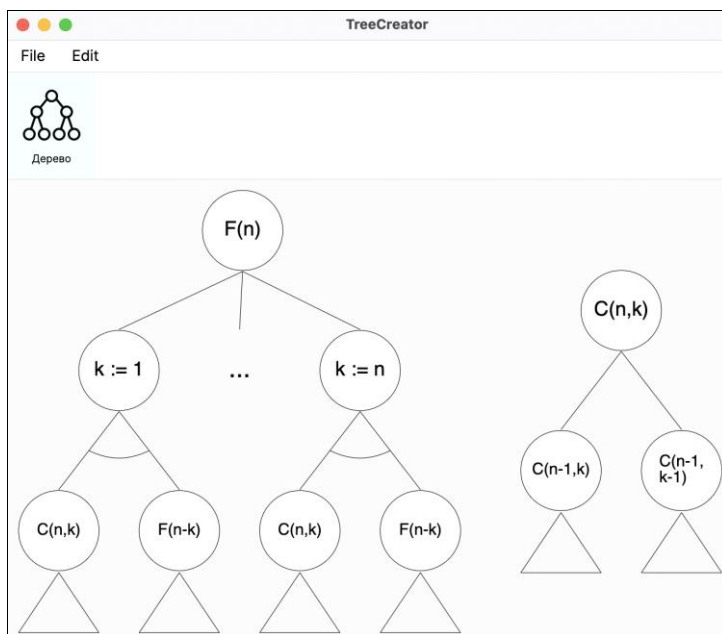 TreeCreator
File Edit
Дерево
F(n)
C(n,k)
k := 1 ... k := n
C(n-1,k)
C(n-1,
k-1)
C(n,k) F(n-k) C(n,k) F(n-k)